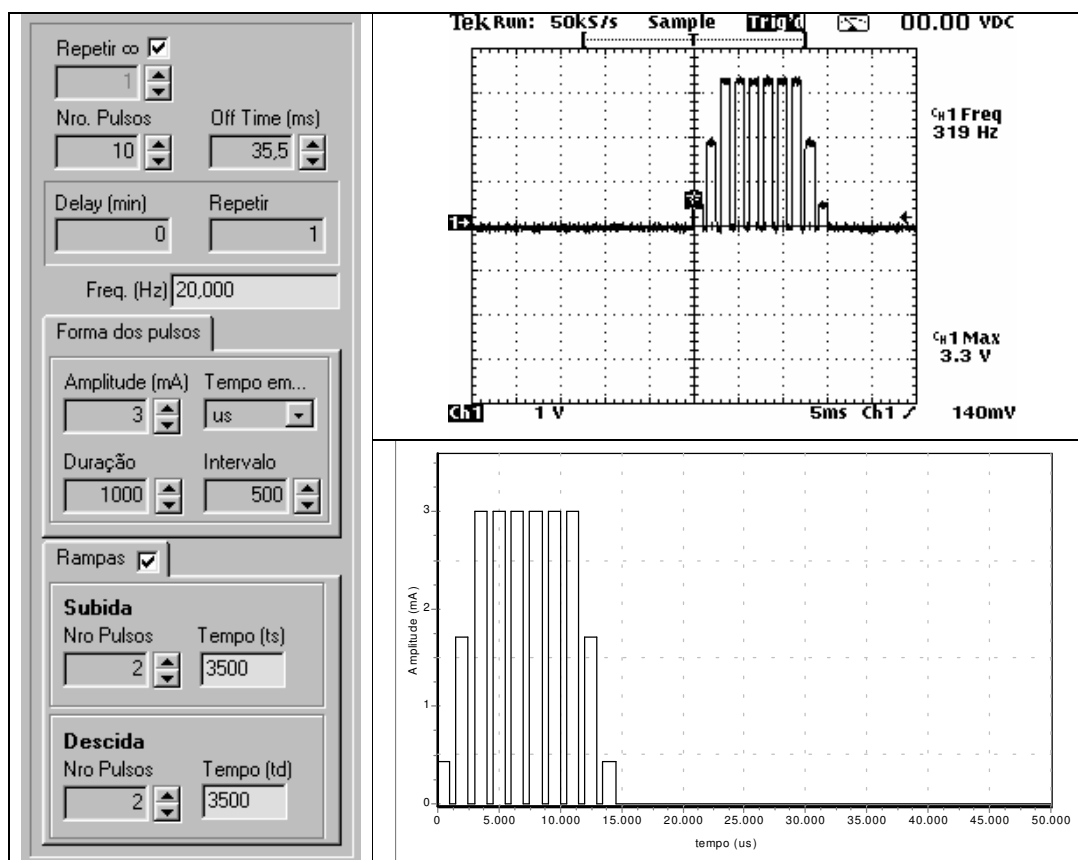 Repetir ∞
1
Nro. Pulsos Off Time (ms)
10 35,5
Delay (min) Repetir
0 1
Freq. (Hz) 20,000
Forma dos pulsos
Amplitude (mA) Tempo em...
3 us
Duração Intervalo
1000 500
Rampas
Subida
Nro Pulsos Tempo (ts)
2 3500
Descida
Nro Pulsos Tempo (td)
2 3500
Tek Run: 50kS/s Sample Trig'd 00.00 VDC
T
1
CH1 Freq
319 Hz
CH1 Max
3.3 V
Ch1 1 V 5ms Ch1 140mV
Amplitude (mA)
3
2
1
0
0 5.000 10.000 15.000 20.000 25.000 30.000 35.000 40.000 45.000 50.000
tempo (us)